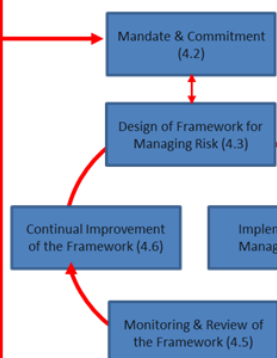 Mandate & Commitment
(4.2)
Design of Framework for
Managing Risk (4.3)
Continual Improvement
of the Framework (4.6)
Monitoring & Review of
the Framework (4.5)